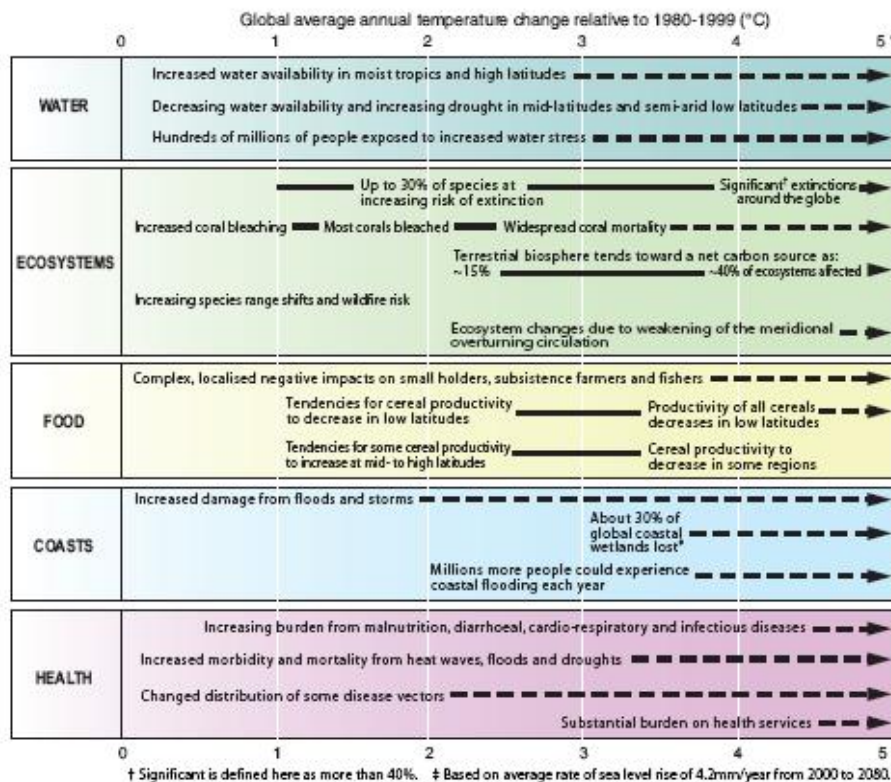 Global average annual temperature change relative to 1980-1999 (°C)
0 1 2 3 4 5
WATER
Increased water availability in moist tropics and high latitudes
Decreasing water availability and increasing drought in mid-latitudes and semi-arid low latitudes
Hundreds of millions of people exposed to increased water stress
ECOSYSTEMS
Up to 30% of species at
increasing risk of extinction
Significant† extinctions
around the globe
Increased coral bleaching Most corals bleached Widespread coral mortality
Terrestrial biosphere tends toward a net carbon source as:
~15% ~40% of ecosystems affected
Increasing species range shifts and wildfire risk
Ecosystem changes due to weakening of the meridional
overturning circulation
FOOD
Complex, localised negative impacts on small holders, subsistence farmers and fishers
Tendencies for cereal productivity
to decrease in low latitudes
Productivity of all cereals
decreases in low latitudes
Tendencies for some cereal productivity
to increase at mid- to high latitudes
Cereal productivity to
decrease in some regions
COASTS
Increased damage from floods and storms
About 30% of
global coastal
wetlands lost‡
Millions more people could experience
coastal flooding each year
HEALTH
Increasing burden from malnutrition, diarrhoeal, cardio-respiratory and infectious diseases
Increased morbidity and mortality from heat waves, floods and droughts
Changed distribution of some disease vectors
Substantial burden on health services
0 1 2 3 4 5
† Significant is defined here as more than 40%. ‡ Based on average rate of sea level rise of 4.2mm/year from 2000 to 2080